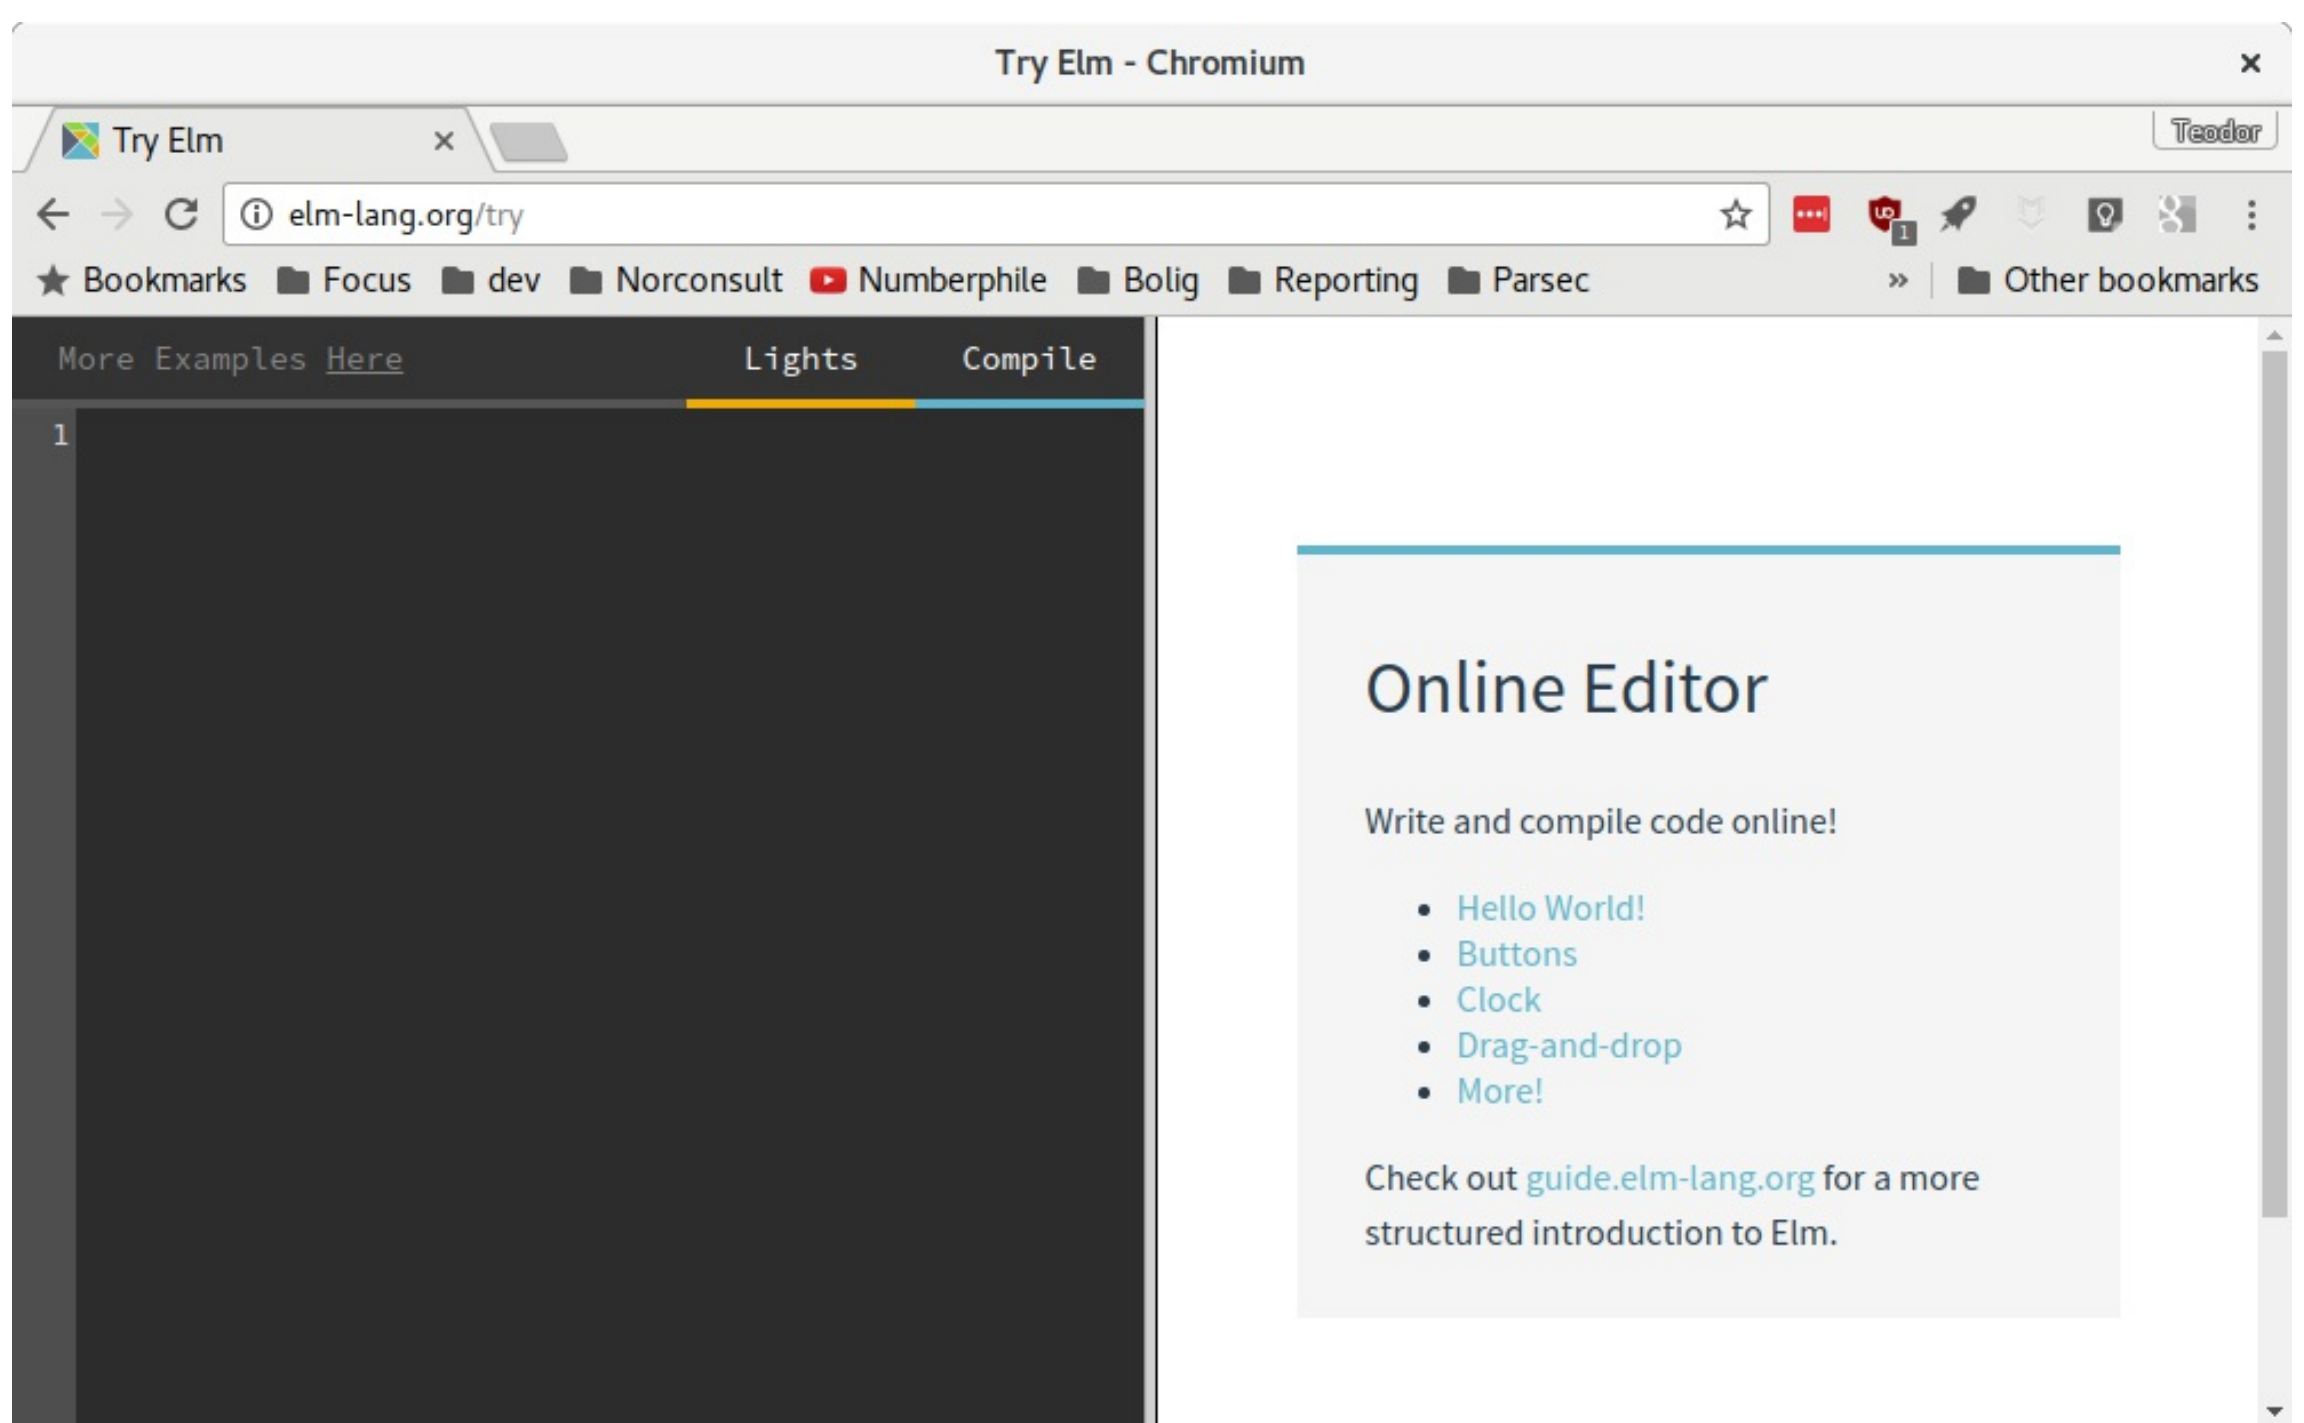 Try Elm - Chromium
Try Elm
Teodor
elm-lang.org/try
1
Bookmarks Focus dev Norconsult Numberphile Bolig Reporting Parsec » Other bookmarks
More Examples Here Lights Compile
1
Online Editor
Write and compile code online!
• Hello World!
• Buttons
• Clock
• Drag-and-drop
• More!
Check out guide.elm-lang.org for a more
structured introduction to Elm.